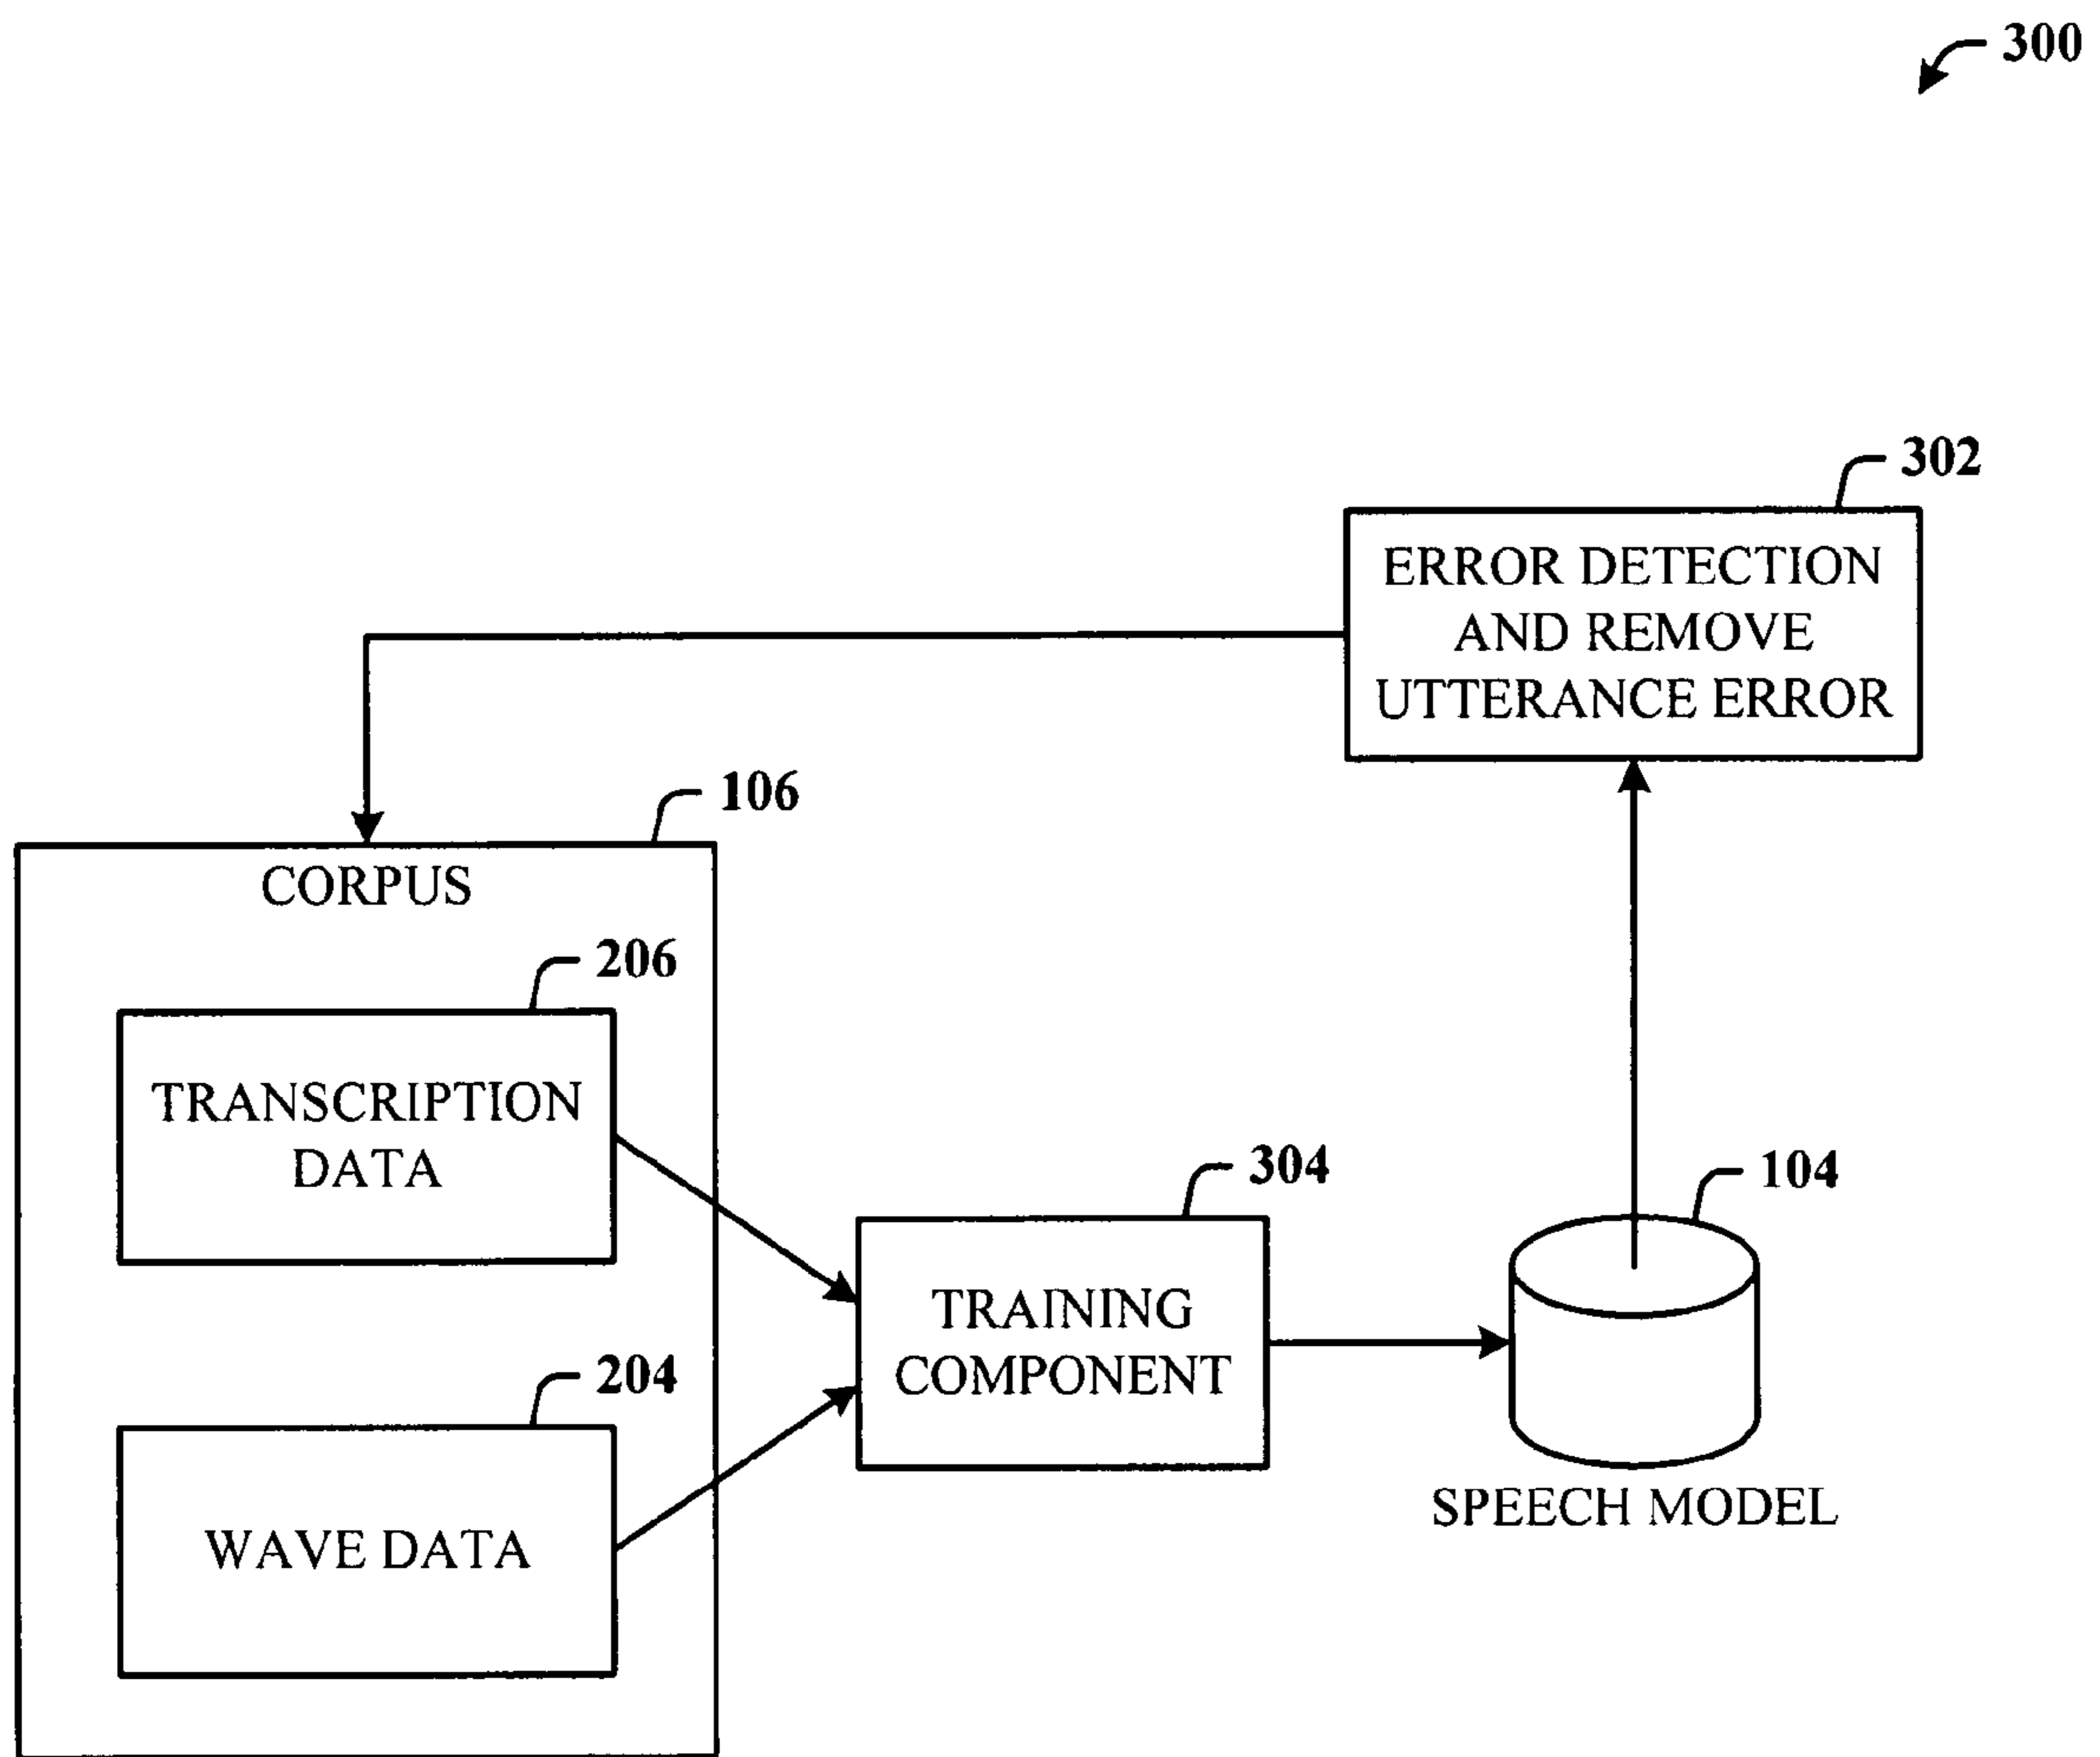 300
302
ERROR DETECTION
AND REMOVE
UTTERANCE ERROR
106
CORPUS
206
TRANSCRIPTION
DATA
304
TRAINING
COMPONENT
104
SPEECH MODEL
204
WAVE DATA